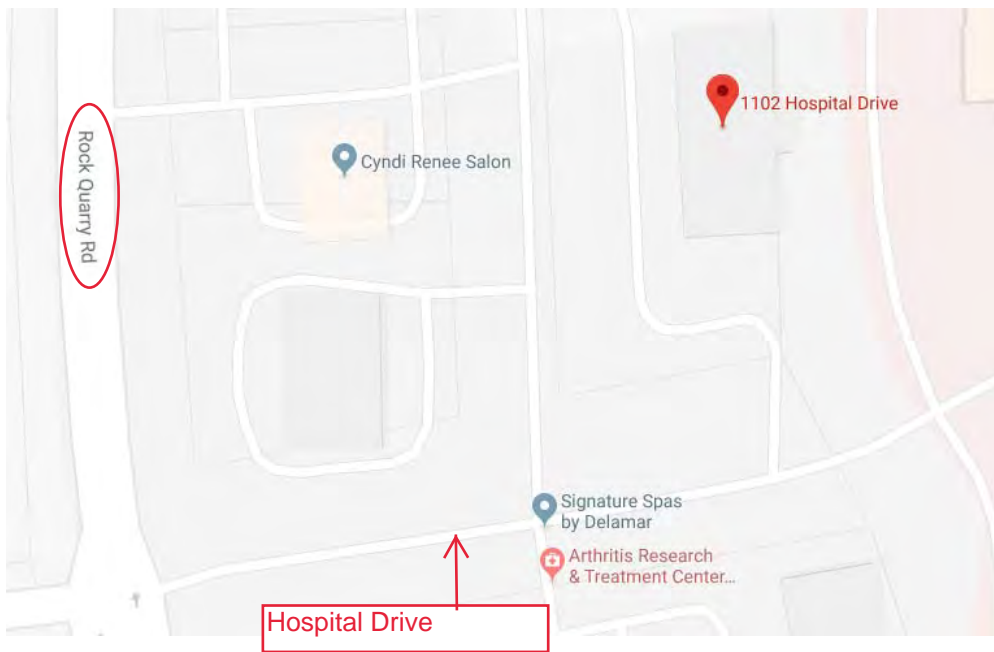 1102 Hospital Drive
Rock Quarry Rd
Cyndi Renee Salon
Signature Spas
by Delamar
Arthritis Research
& Treatment Center...
Hospital Drive